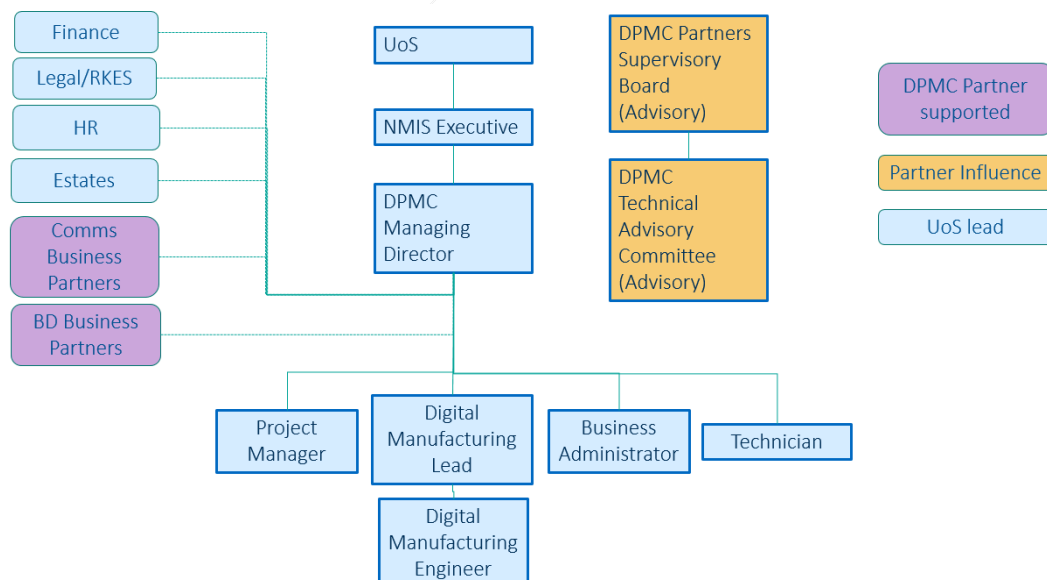 Finance
Legal/RKES
HR
Estates
Comms
Business
Partners
BD Business
Partners
UoS
NMIS Executive
DPMC
Managing
Director
DPMC Partners
Supervisory
Board
(Advisory)
DPMC
Technical
Advisory
Committee
(Advisory)
DPMC Partner
supported
Partner Influence
UoS lead
Project
Manager
Digital
Manufacturing
Lead
Business
Administrator
Technician
Digital
Manufacturing
Engineer